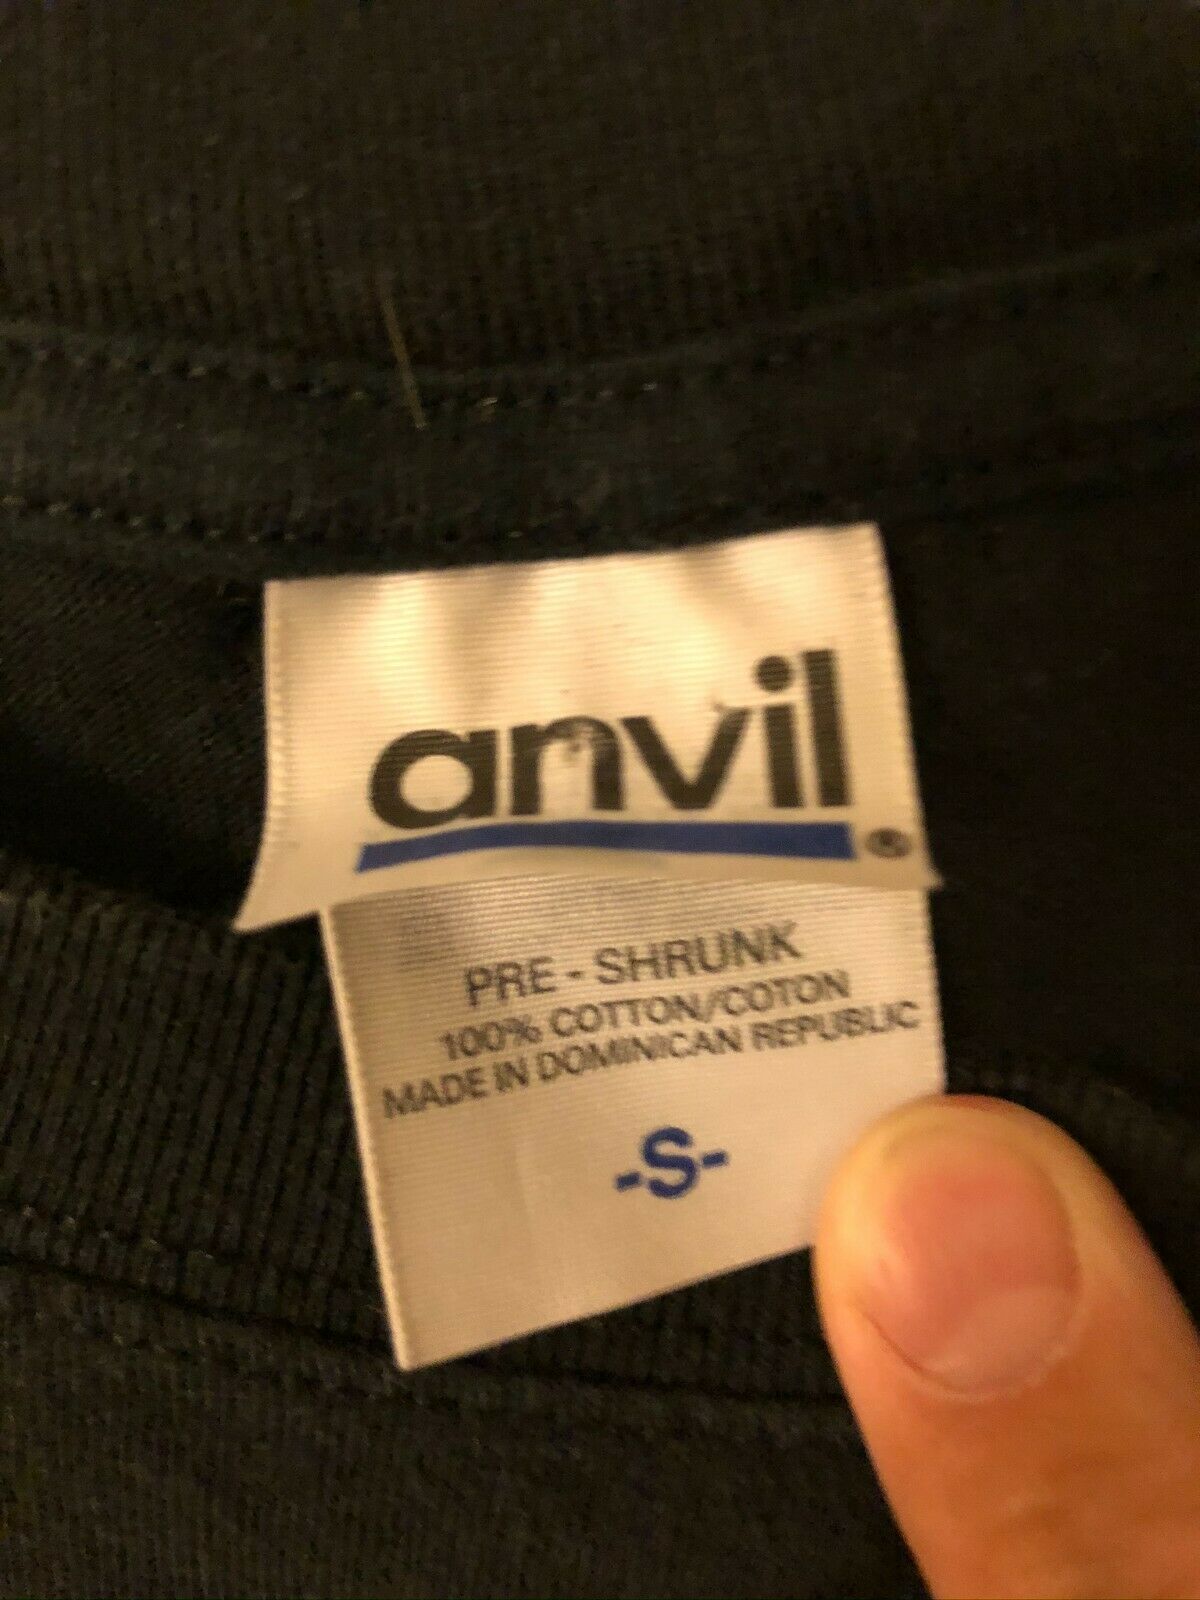 anvil
®
PRE - SHRUNK
100% COTTON/COTON
MADE IN DOMINICAN REPUBLIC
-S-